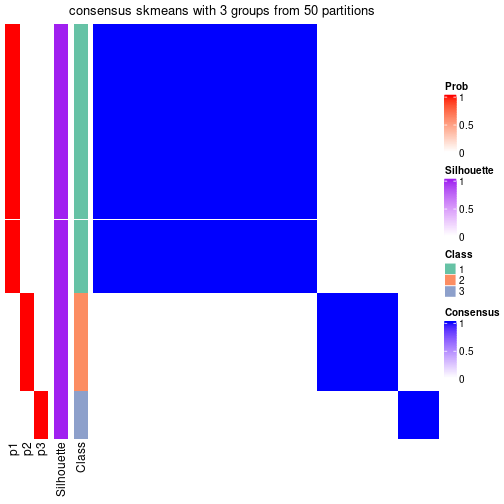 consensus skmeans with 3 groups from 50 partitions
Prob
1
0.5
0
Silhouette
1
0.5
0
Class
1
2
3
Consensus
1
0.5
0
p1
p2
p3
Silhouette
Class